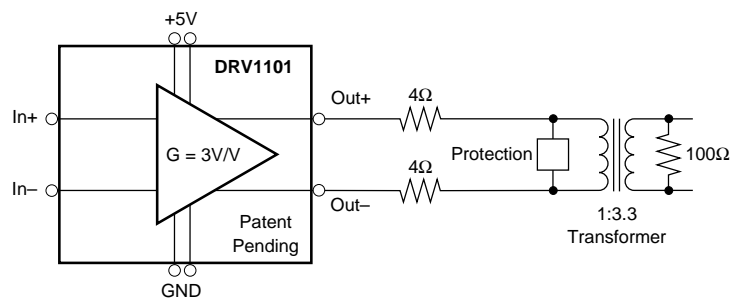 +5V
DRV1101
In+
Out+
4Ω
G = 3V/V
Protection
100Ω
4Ω
In–
Out–
Patent
Pending
1:3.3
Transformer
GND